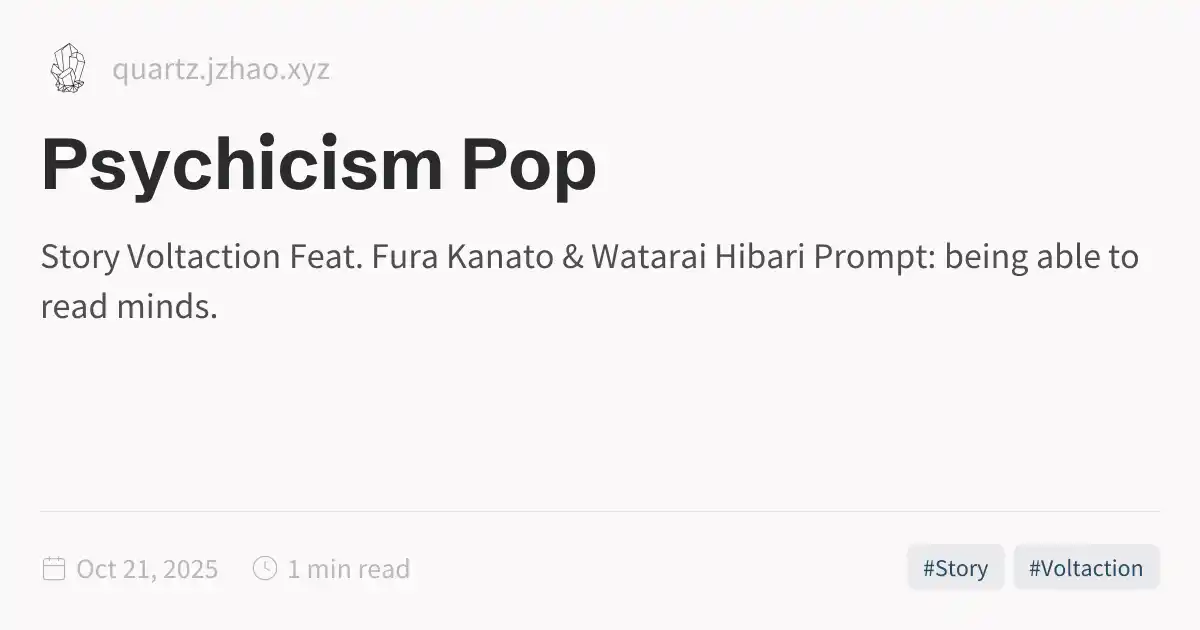 quartz.jzhao.xyz
Psychicism Pop
Story Voltaction Feat. Fura Kanato & Watarai Hibari Prompt: being able to
read minds.
Oct 21, 2025
1 min read
#Story
#Voltaction